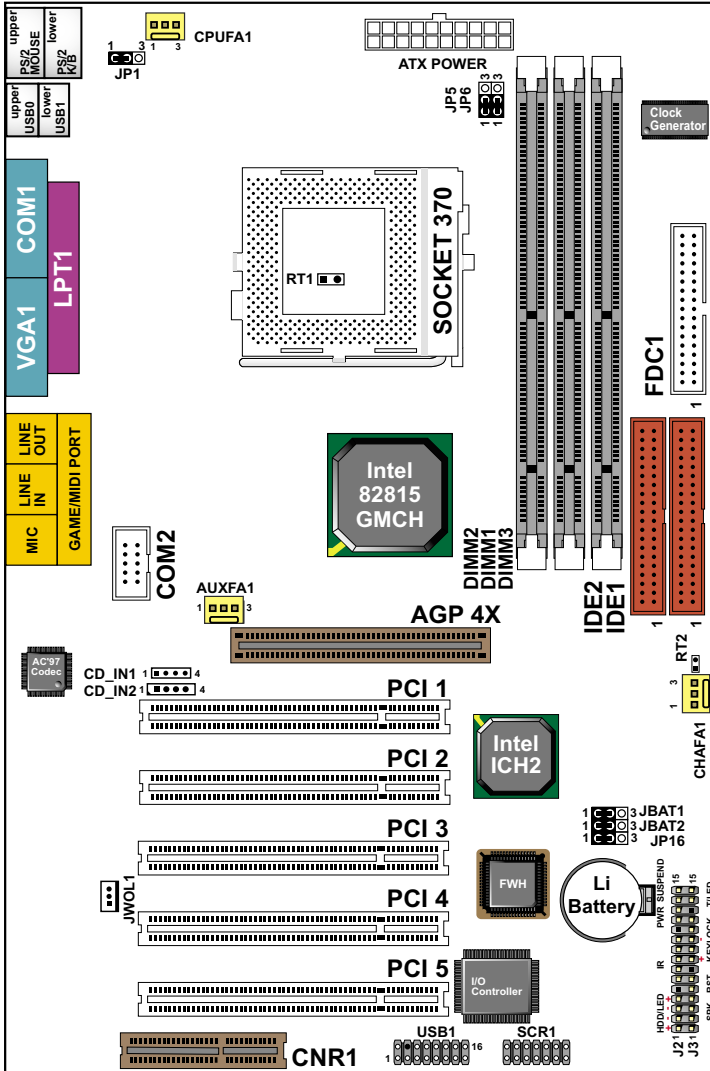 upper
PS/2
MOUSE
lower
PS/2
K/B
upper
USB0
lower
USB1
COM1
VGA1
LPT1
LINE
OUT
LINE
IN
MIC
GAME/MIDI PORT
1 3
CPUFA1
1 3
JP1
ATX POWER
JP5
JP6
3
3
1
1
Clock
Generator
SOCKET 370
RT1
FDC1
1
Intel
82815
GMCH
DIMM2
DIMM1
DIMM3
IDE2
IDE1
1
1
COM2
AUXFA1
1 3
AGP 4X
AC'97
Codec
CD_IN1 1 4
CD_IN2 1 4
RT2
3
1
CHAFA1
PCI 1
PCI 2
PCI 3
PCI 4
PCI 5
Intel
ICH2
1 3 JBAT1
1 3 JBAT2
1 3 JP16
JWOL1
FWH
Li
Battery
I/O
Controller
SUSPEND
PWR
IR
HDD/LED
+
-
-
+
15
15
TILED
KEYLOCK
-
+
RST
SPK
J2 1
J3 1
CNR1
USB1
1 16
SCR1